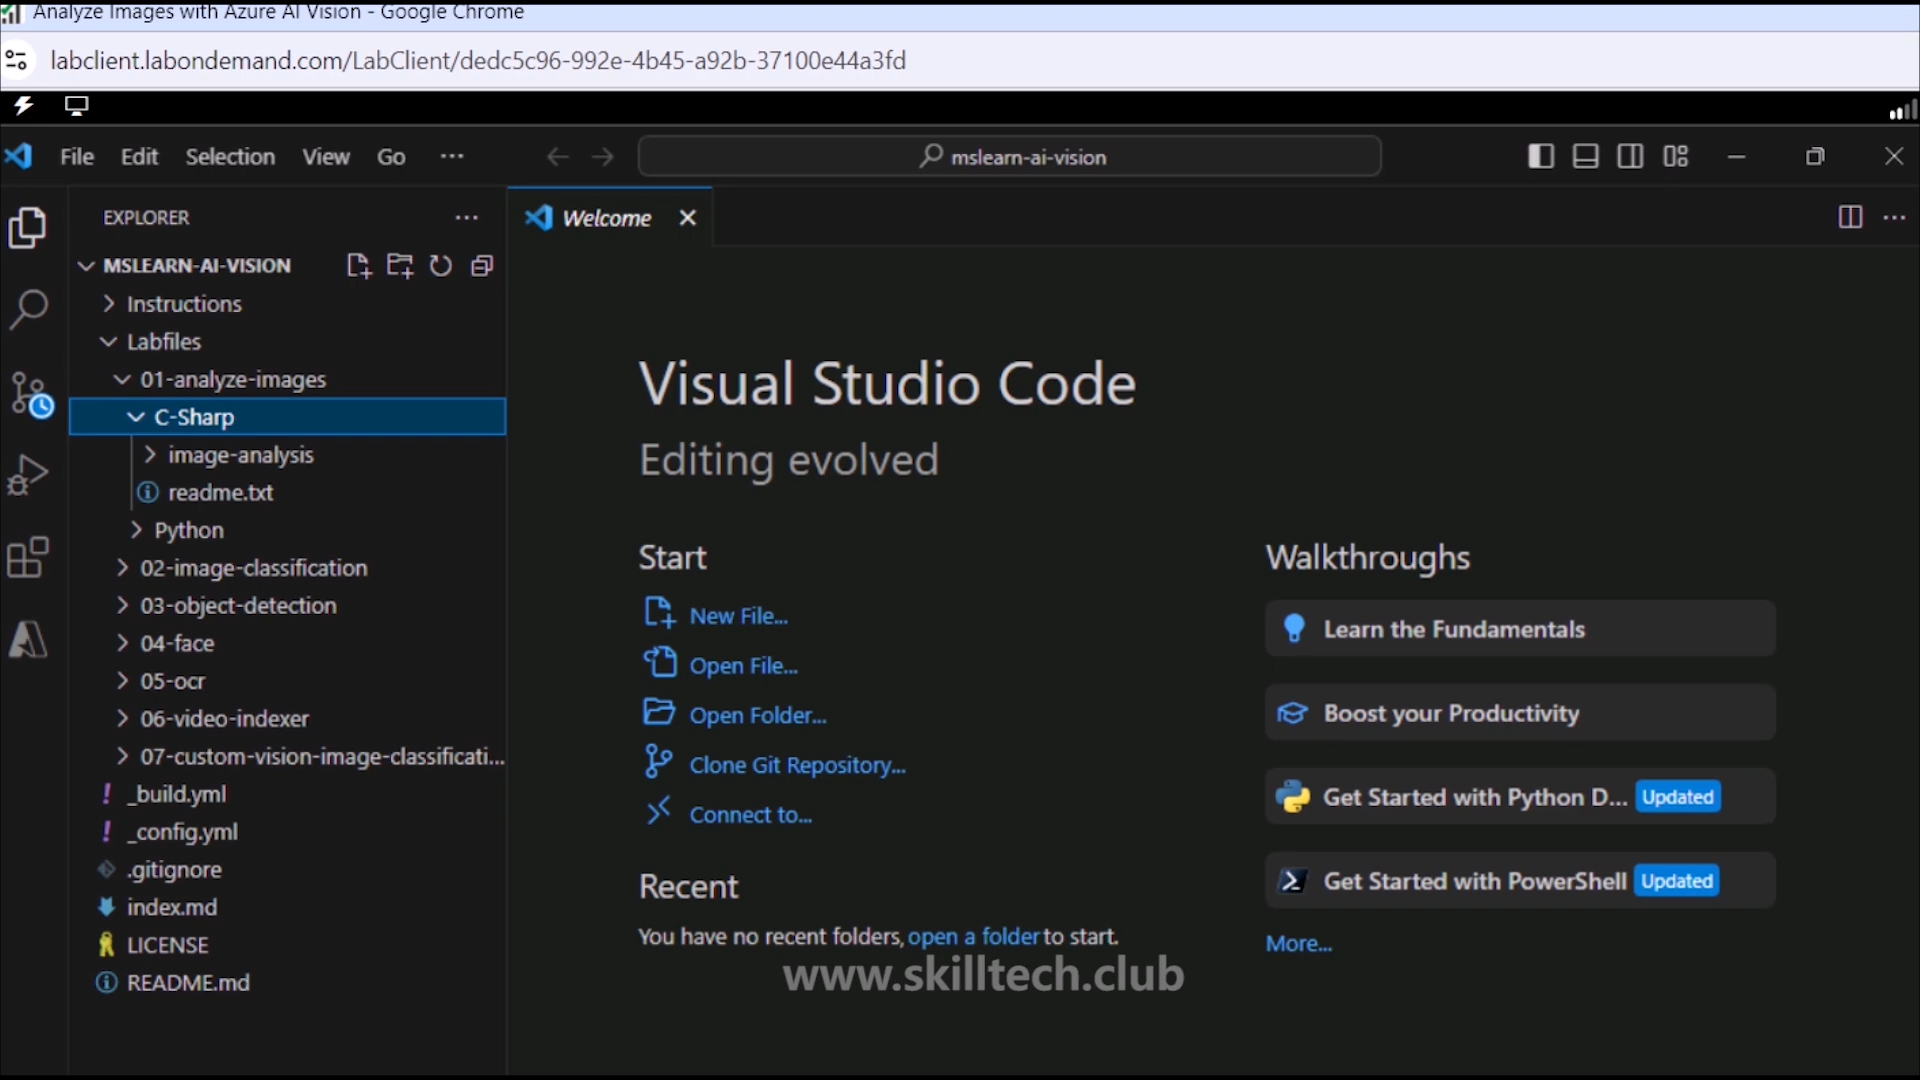 Analyze Images with Azure AI Vision - Google Chrome
labclient.labondemand.com/LabClient/dedc5c96-992e-4b45-a92b-37100e44a3fd
File Edit Selection View Go ···
mslearn-ai-vision
EXPLORER
Welcome
MSLEARN-AI-VISION
Instructions
Labfiles
01-analyze-images
C-Sharp
image-analysis
readme.txt
Python
02-image-classification
03-object-detection
04-face
05-ocr
06-video-indexer
07-custom-vision-image-classificati...
_build.yml
_config.yml
.gitignore
index.md
LICENSE
README.md
Visual Studio Code
Editing evolved
Start
New File...
Open File...
Open Folder...
Clone Git Repository...
Connect to...
Recent
You have no recent folders, open a folder to start.
Walkthroughs
Learn the Fundamentals
Boost your Productivity
Get Started with Python D... Updated
Get Started with PowerShell Updated
More...
www.skilltech.club